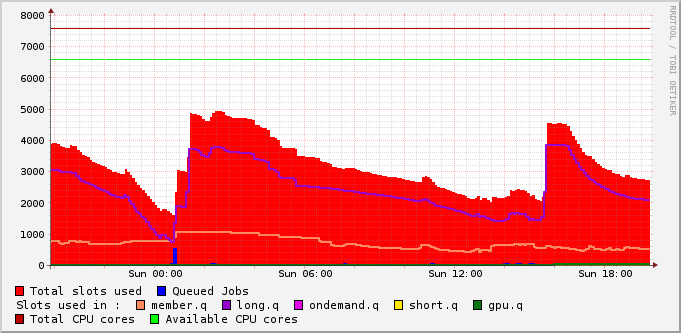 8000
7000
6000
5000
4000
3000
2000
1000
0
Sun 00:00 Sun 06:00 Sun 12:00 Sun 18:00
RRDTOOL / TOBI OETIKER
Total slots used Queued Jobs
Slots used in : member.q long.q ondemand.q short.q gpu.q
Total CPU cores Available CPU cores